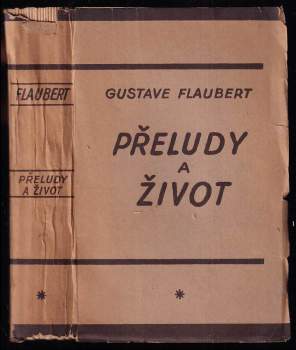 FLAUBERT
PŘELUDY
A ŽIVOT
*
GUSTAVE FLAUBERT
PŘELUDY
A
ŽIVOT
*